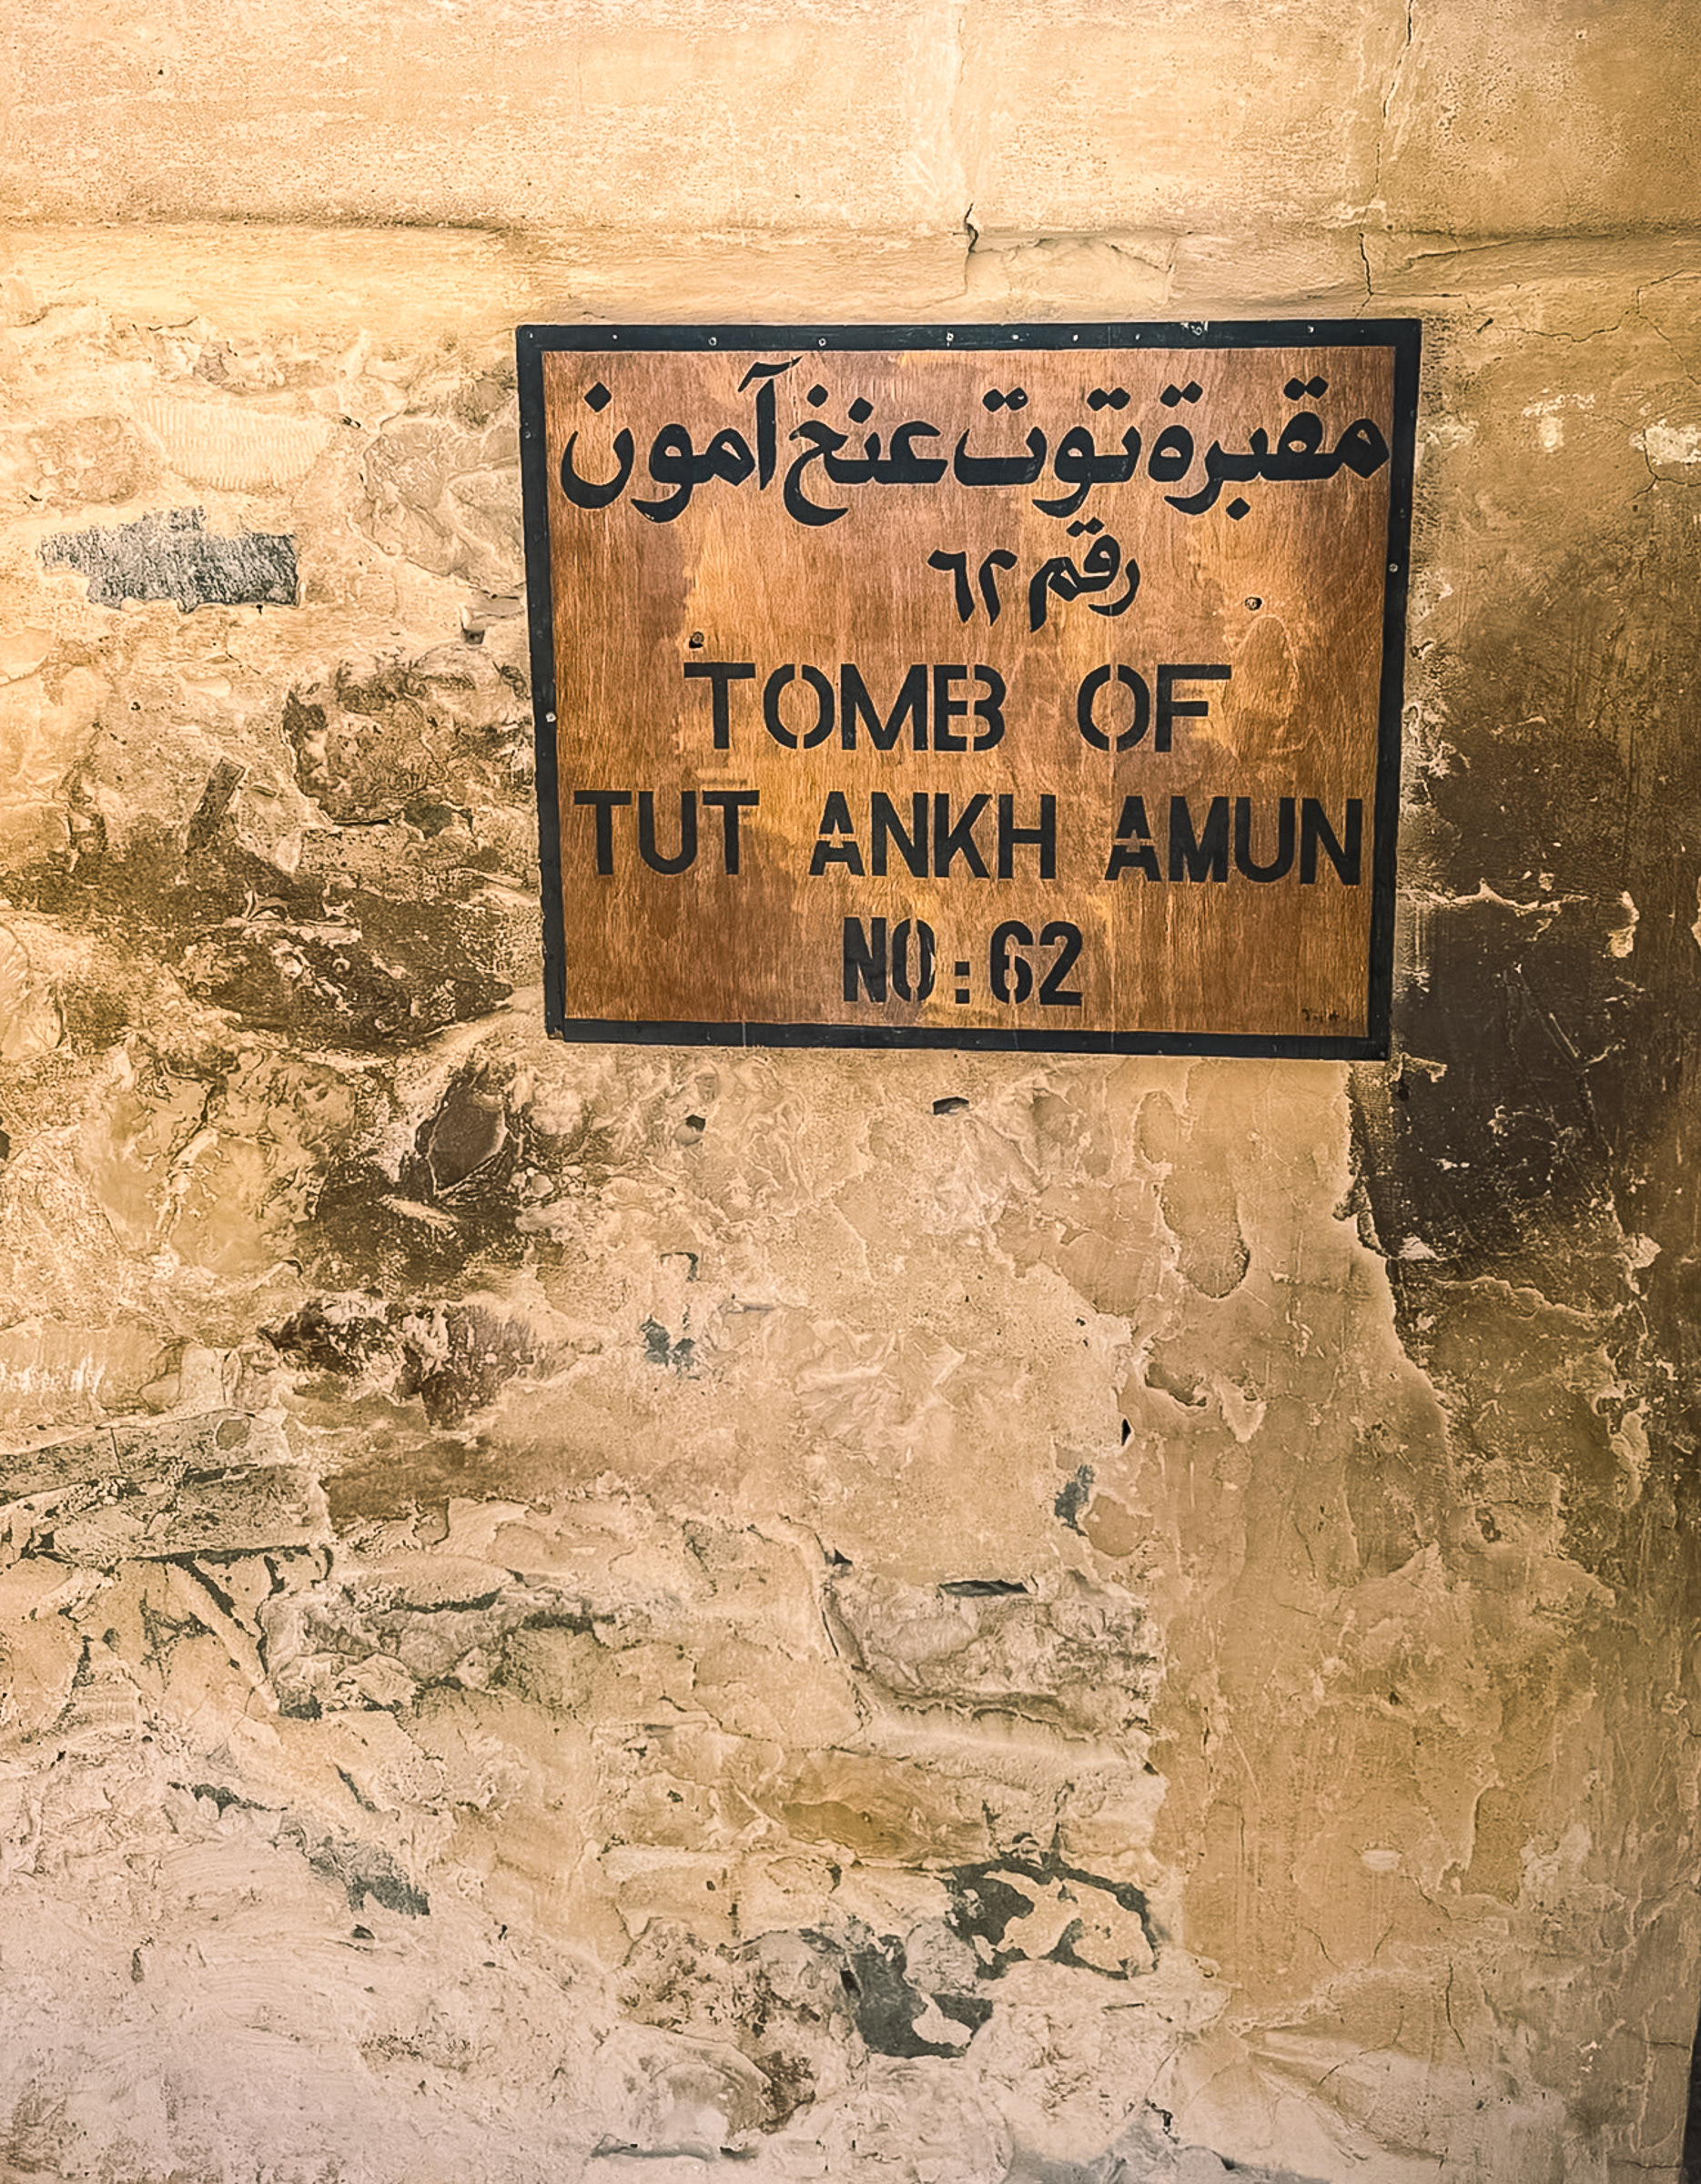 مقبرة توت عنخ آمون
رقم ٦٢
TOMB OF
TUT ANKH AMUN
NO : 62